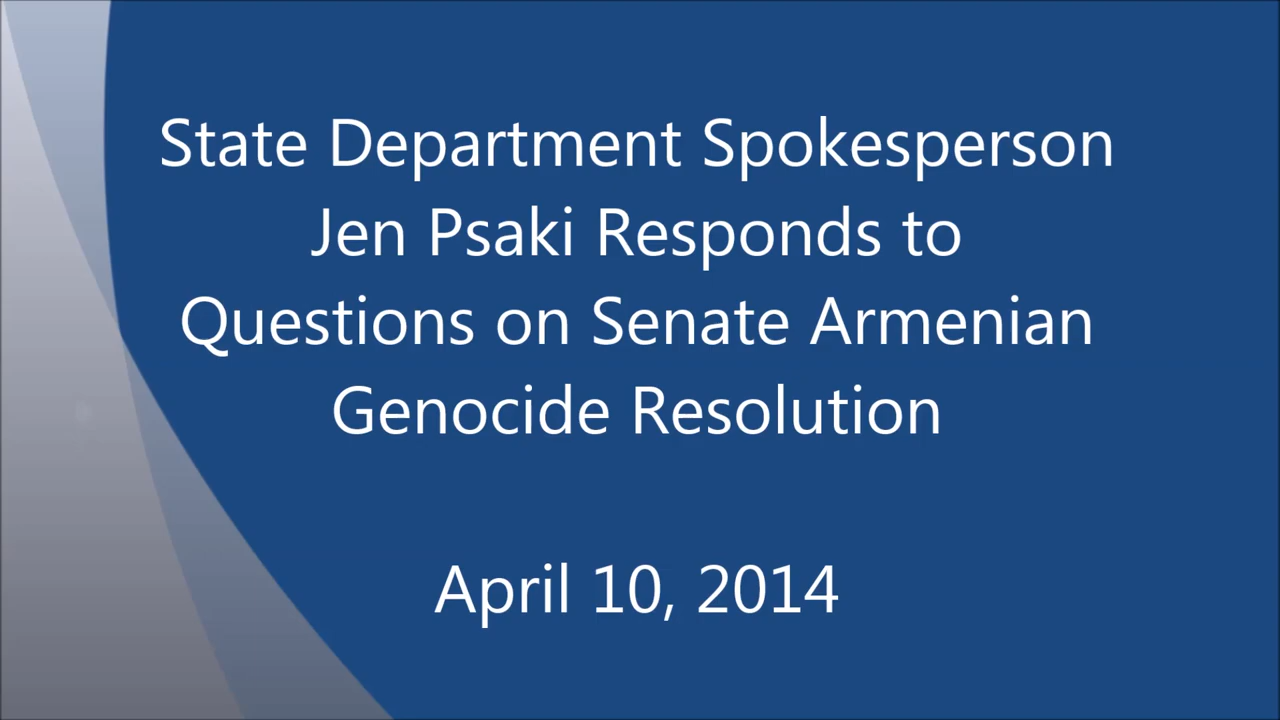 State Department Spokesperson
Jen Psaki Responds to
Questions on Senate Armenian
Genocide Resolution
April 10, 2014